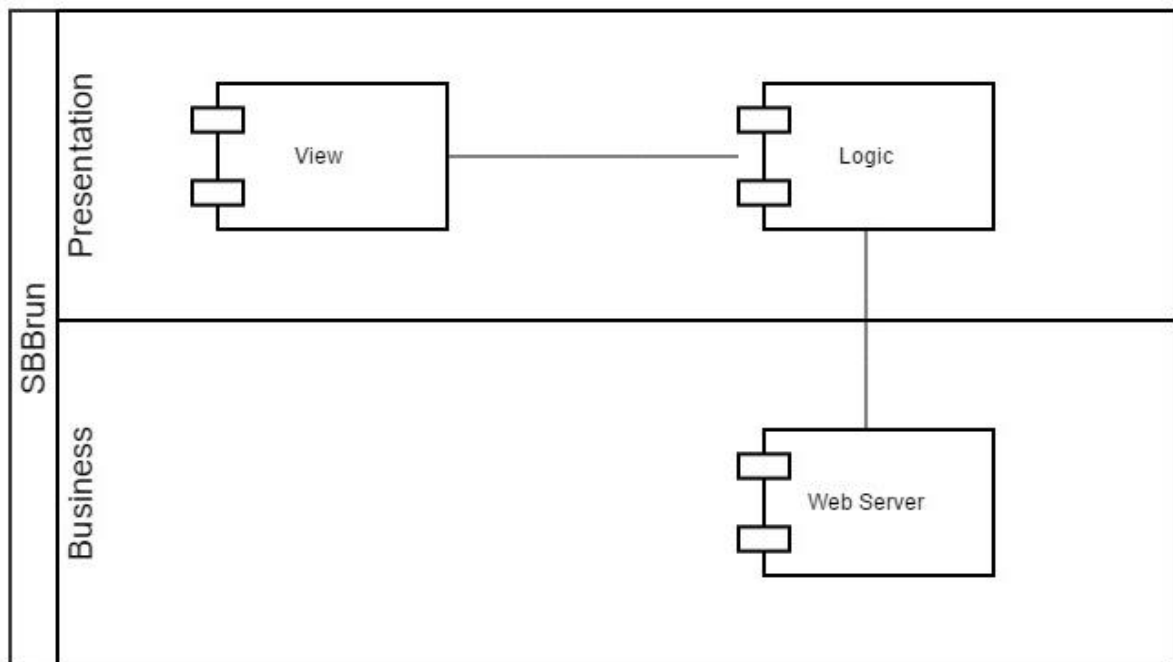 SBBrun
Presentation
View
Logic
Business
Web Server